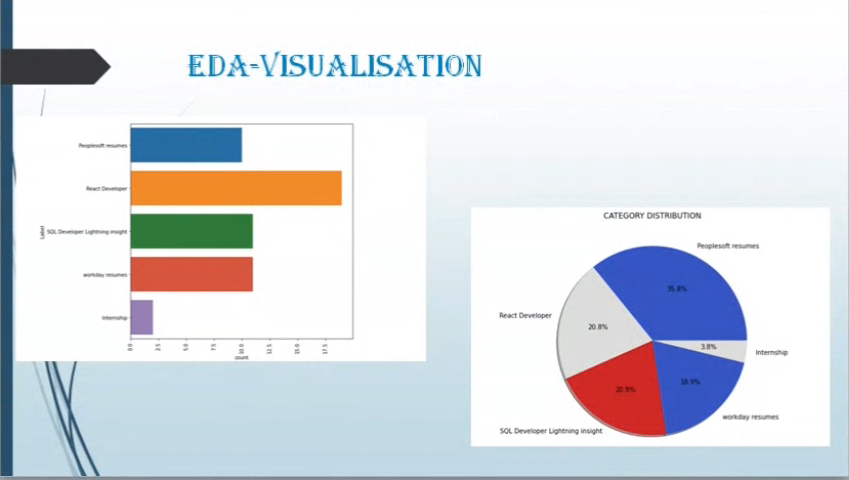 EDA-VISUALISATION
Peoplesoft resumes
React Developer
SQL Developer Lightning insight
workday resumes
Internship
Label
0.0
2.5
5.0
7.5
10.0
12.5
15.0
17.5
count
CATEGORY DISTRIBUTION
Peoplesoft resumes
35.8%
React Developer
20.8%
3.8%
Internship
20.8%
18.9%
workday resumes
SQL Developer Lightning insight